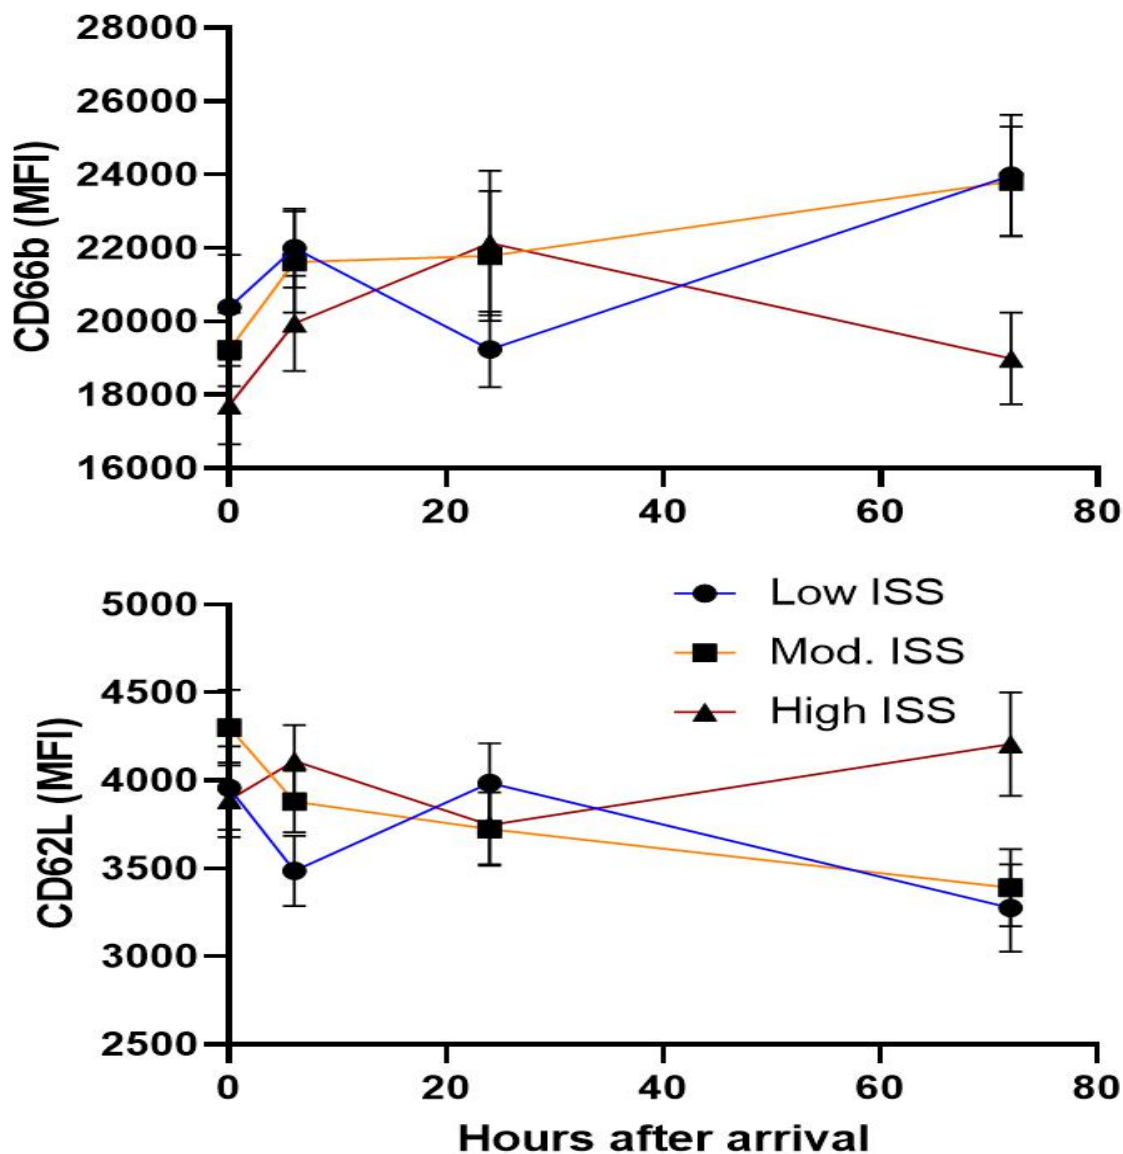 CD66b (MFI)
28000
26000
24000
22000
20000
18000
16000
0 20 40 60 80
CD62L (MFI)
5000
4500
4000
3500
3000
2500
Low ISS
Mod. ISS
High ISS
0 20 40 60 80
Hours after arrival